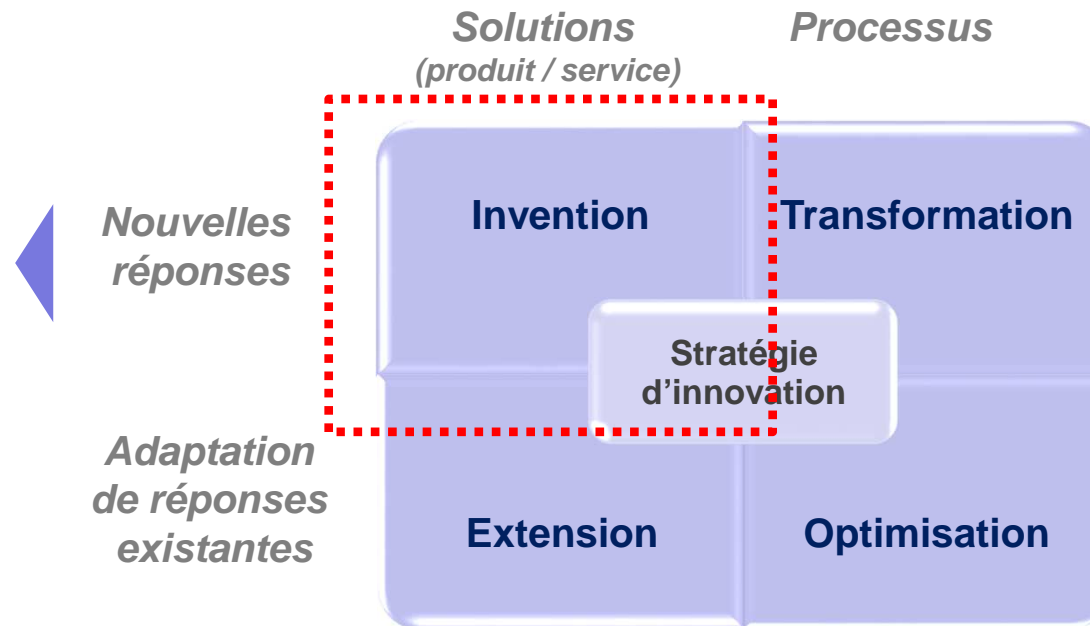 Solutions
(produit / service)
Processus
Nouvelles
réponses
Invention
Transformation
Stratégie
d’innovation
Adaptation
de réponses
existantes
Extension
Optimisation